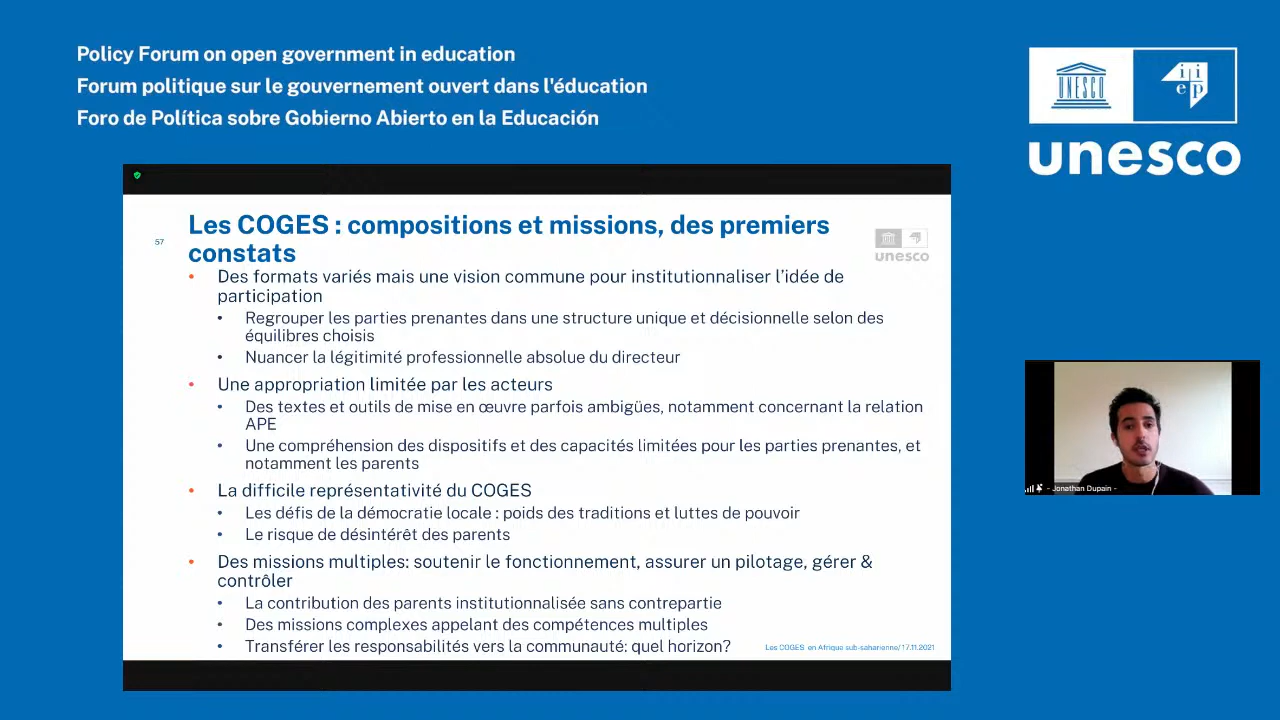 Policy Forum on open government in education
Forum politique sur le gouvernement ouvert dans l'éducation
Foro de Política sobre Gobierno Abierto en la Educación
UNESCO
i i
e p
unesco
57
Les COGES : compositions et missions, des premiers
constats
unesco
• Des formats variés mais une vision commune pour institutionnaliser l'idée de
participation
• Regrouper les parties prenantes dans une structure unique et décisionnelle selon des
équilibres choisis
• Nuancer la légitimité professionnelle absolue du directeur
• Une appropriation limitée par les acteurs
• Des textes et outils de mise en œuvre parfois ambigües, notamment concernant la relation
APE
• Une compréhension des dispositifs et des capacités limitées pour les parties prenantes, et
notamment les parents
• La difficile représentativité du COGES
• Les défis de la démocratie locale : poids des traditions et luttes de pouvoir
• Le risque de désintérêt des parents
• Des missions multiples: soutenir le fonctionnement, assurer un pilotage, gérer &
contrôler
• La contribution des parents institutionnalisée sans contrepartie
• Des missions complexes appelant des compétences multiples
• Transférer les responsabilités vers la communauté: quel horizon?
Les COGES en Afrique sub-saharienne/ 17.11.2021
- Jonathan Dupain -